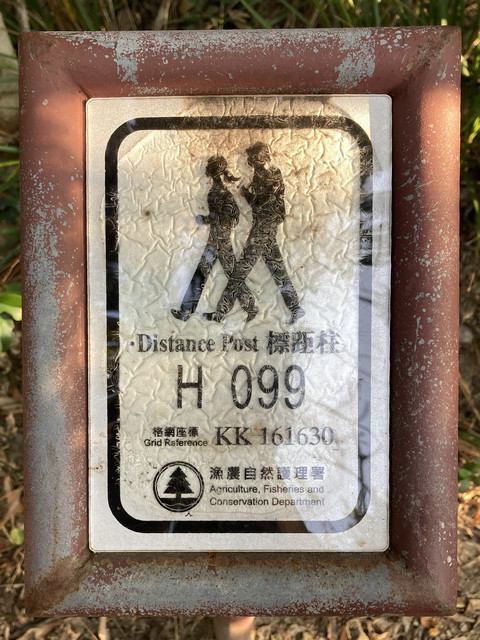 Distance Post 標距柱
H 099
格網座標
Grid Reference KK 161630
漁農自然護理署
Agriculture, Fisheries and
Conservation Department